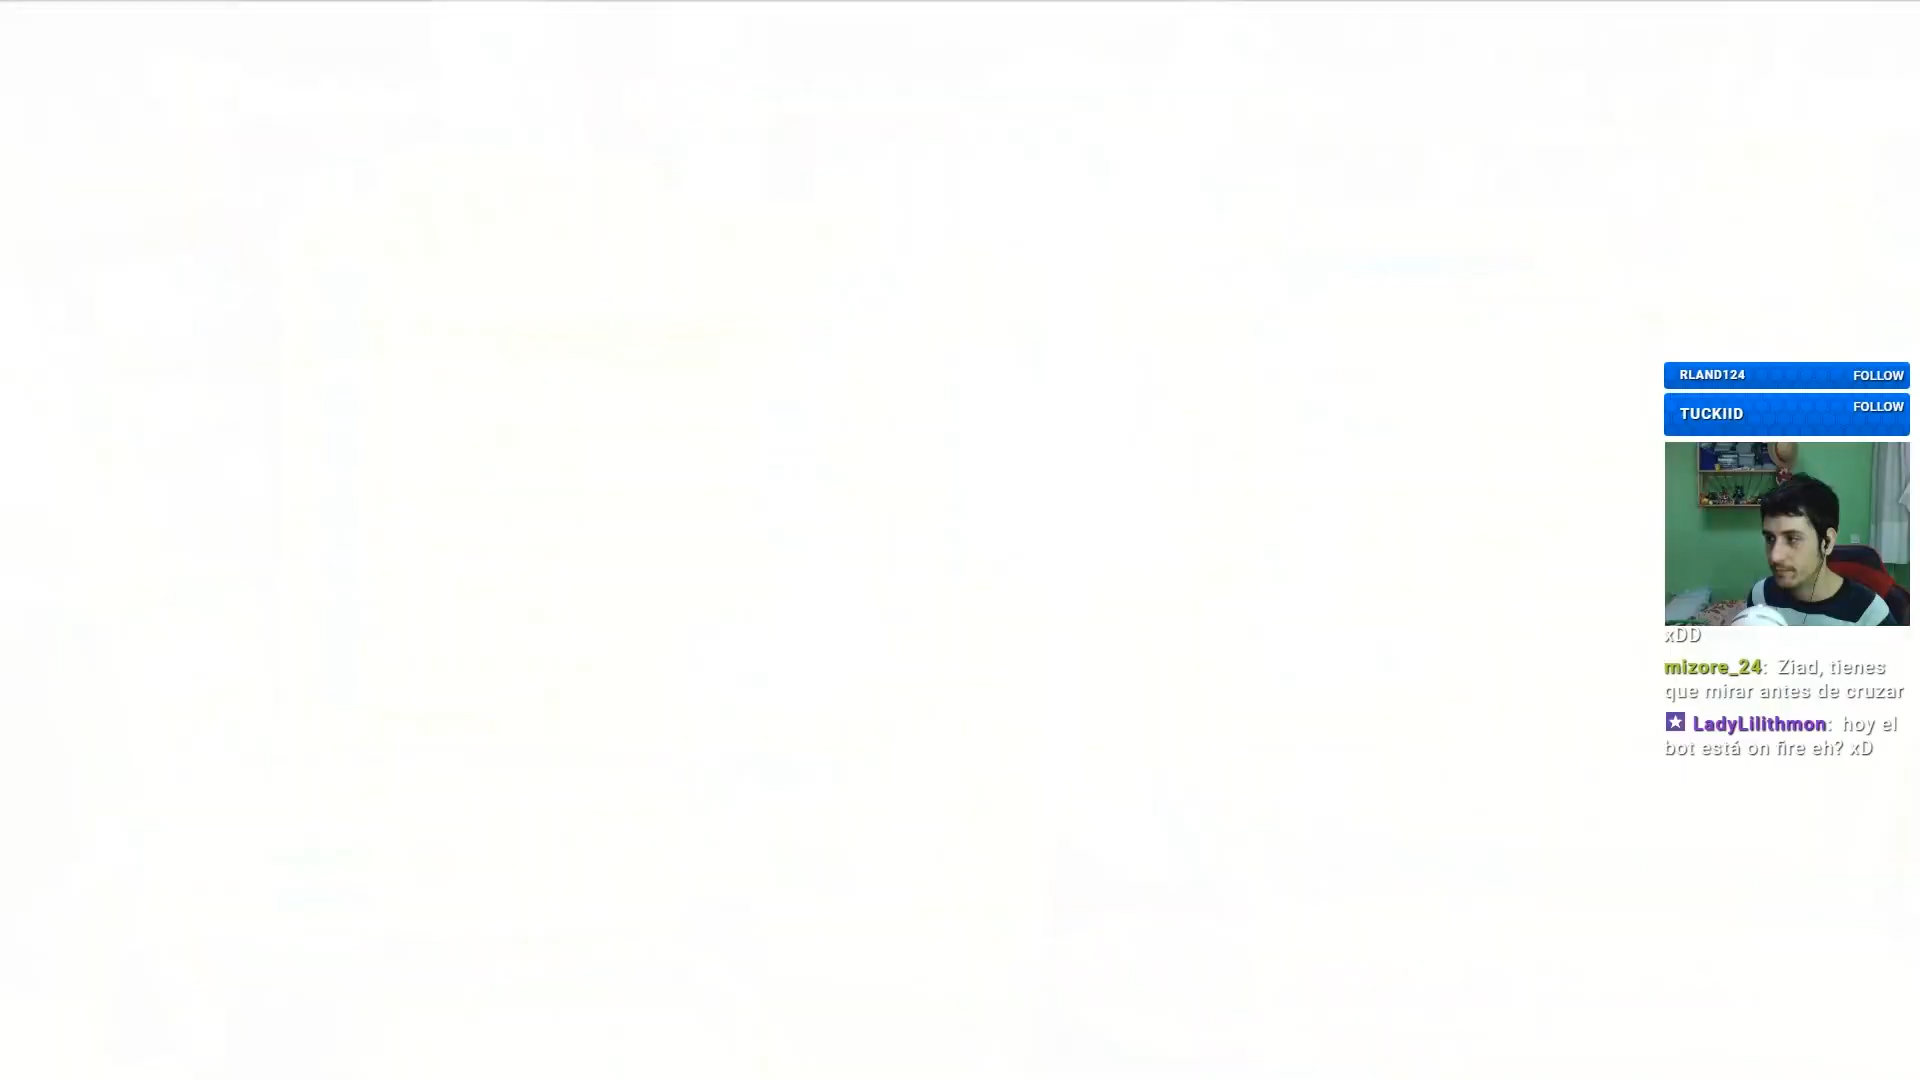 RLAND124 FOLLOW
TUCKIID FOLLOW
xDD
mizore_24: Ziad, tienes
que mirar antes de cruzar
LadyLilithmon: hoy el
bot está on fire eh? xD